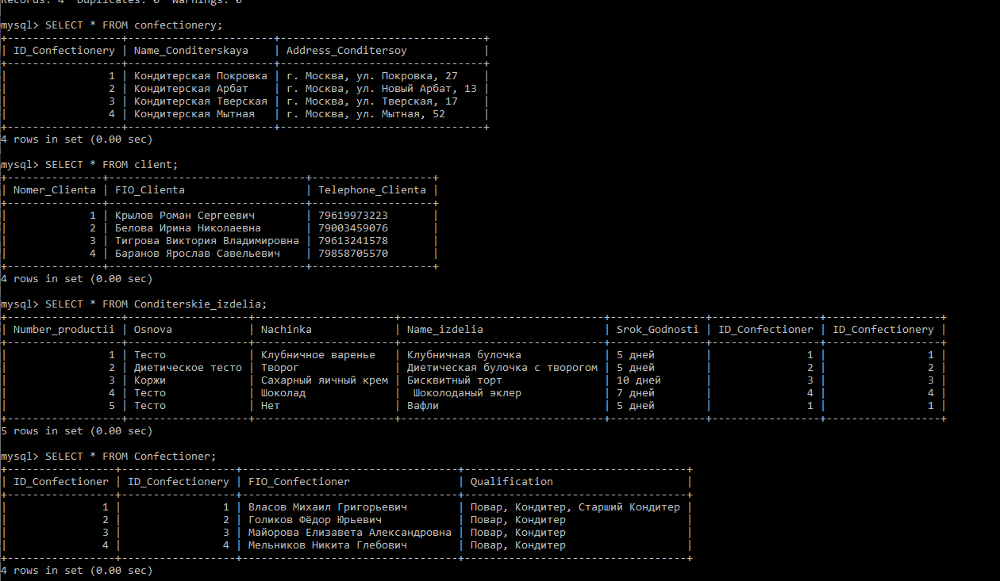 Records: 4  Duplicates: 0  Warnings: 0
mysql> SELECT * FROM confectionery;
+------------------+-----------------------+--------------------------------+
| ID_Confectionery | Name_Conditerskaya    | Address_Conditersoy            |
+------------------+-----------------------+--------------------------------+
|                1 | Кондитерская Покровка | г. Москва, ул. Покровка, 27    |
|                2 | Кондитерская Арбат    | г. Москва, ул. Новый Арбат, 13 |
|                3 | Кондитерская Тверская | г. Москва, ул. Тверская, 17    |
|                4 | Кондитерская Мытная   | г. Москва, ул. Мытная, 52      |
+------------------+-----------------------+--------------------------------+
4 rows in set (0.00 sec)
mysql> SELECT * FROM client;
+---------------+-------------------------------+-------------------+
| Nomer_Clienta | FIO_Clienta                   | Telephone_Clienta |
+---------------+-------------------------------+-------------------+
|             1 | Крылов Роман Сергеевич        | 79619973223       |
|             2 | Белова Ирина Николаевна       | 79003459076       |
|             3 | Тигрова Виктория Владимировна | 79613241578       |
|             4 | Баранов Ярослав Савельевич    | 79858705570       |
+---------------+-------------------------------+-------------------+
4 rows in set (0.00 sec)
mysql> SELECT * FROM Conditerskie_izdelia;
+------------------+-------------------+----------------------+--------------------------------+---------------+-----------------+------------------+
| Number_productii | Osnova            | Nachinka             | Name_izdelia                   | Srok_Godnosti | ID_Confectioner | ID_Confectionery |
+------------------+-------------------+----------------------+--------------------------------+---------------+-----------------+------------------+
|                1 | Тесто             | Клубничное варенье   | Клубничная булочка             | 5 дней        |               1 |                1 |
|                2 | Диетическое тесто | Творог               | Диетическая булочка с творогом | 5 дней        |               2 |                2 |
|                3 | Коржи             | Сахарный яичный крем | Бисквитный торт                | 10 дней       |               3 |                3 |
|                4 | Тесто             | Шоколад              |  Шоколоданый эклер             | 7 дней        |               4 |                4 |
|                5 | Тесто             | Нет                  | Вафли                          | 5 дней        |               1 |                1 |
+------------------+-------------------+----------------------+--------------------------------+---------------+-----------------+------------------+
5 rows in set (0.00 sec)
mysql> SELECT * FROM Confectioner;
+-----------------+------------------+----------------------------------+-----------------------------------+
| ID_Confectioner | ID_Confectionery | FIO_Confectioner                 | Qualification                     |
+-----------------+------------------+----------------------------------+-----------------------------------+
|               1 |                1 | Власов Михаил Григорьевич        | Повар, Кондитер, Старший Кондитер |
|               2 |                2 | Голиков Фёдор Юрьевич            | Повар, Кондитер                   |
|               3 |                3 | Майорова Елизавета Александровна | Повар, Кондитер                   |
|               4 |                4 | Мельников Никита Глебович        | Повар, Кондитер                   |
+-----------------+------------------+----------------------------------+-----------------------------------+
4 rows in set (0.00 sec)